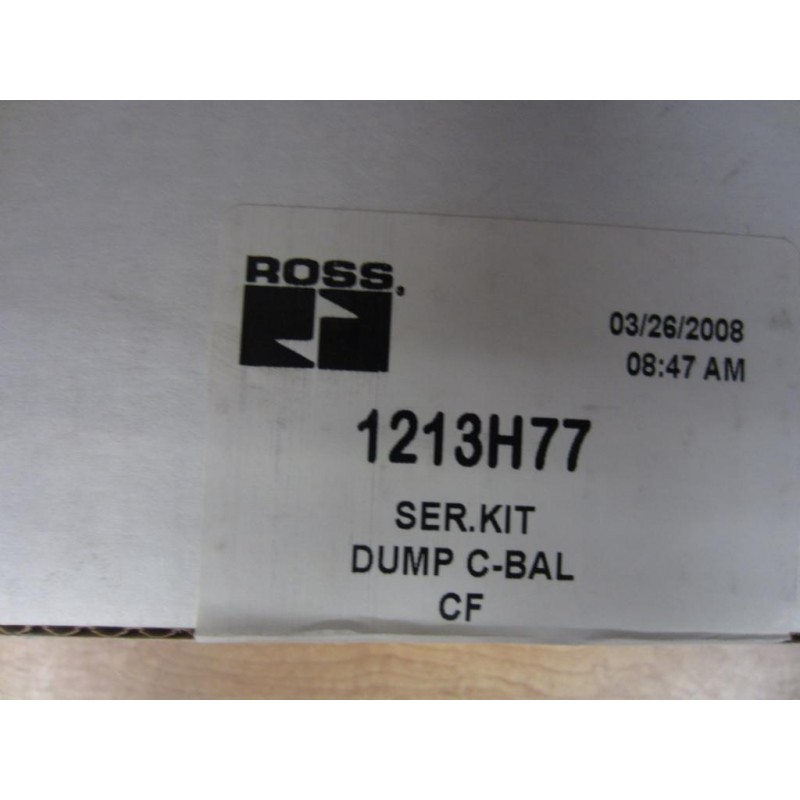 ROSS.
03/26/2008
08:47 AM
1213H77
SER.KIT
DUMP C-BAL
CF